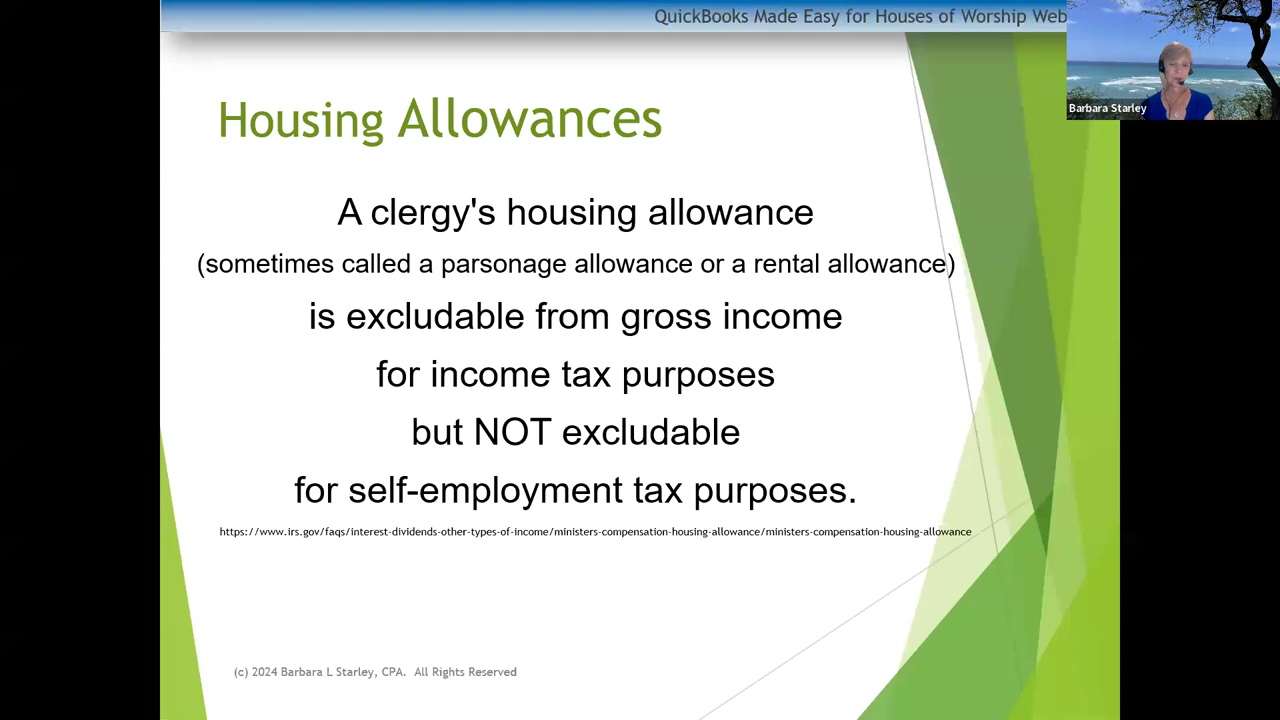 QuickBooks Made Easy for Houses of Worship Web
Barbara Starley
Housing Allowances
A clergy's housing allowance
(sometimes called a parsonage allowance or a rental allowance)
is excludable from gross income
for income tax purposes
but NOT excludable
for self-employment tax purposes.
https://www.irs.gov/faqs/interest-dividends-other-types-of-income/ministers-compensation-housing-allowance/ministers-compensation-housing-allowance
(c) 2024 Barbara L Starley, CPA. All Rights Reserved